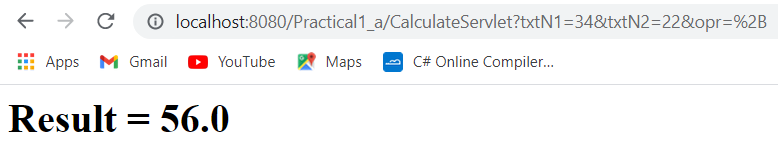 localhost:8080/Practical1_a/CalculateServlet?txtN1=34&txtN2=22&opr=%2B
Apps Gmail YouTube Maps C# Online Compiler...
Result = 56.0